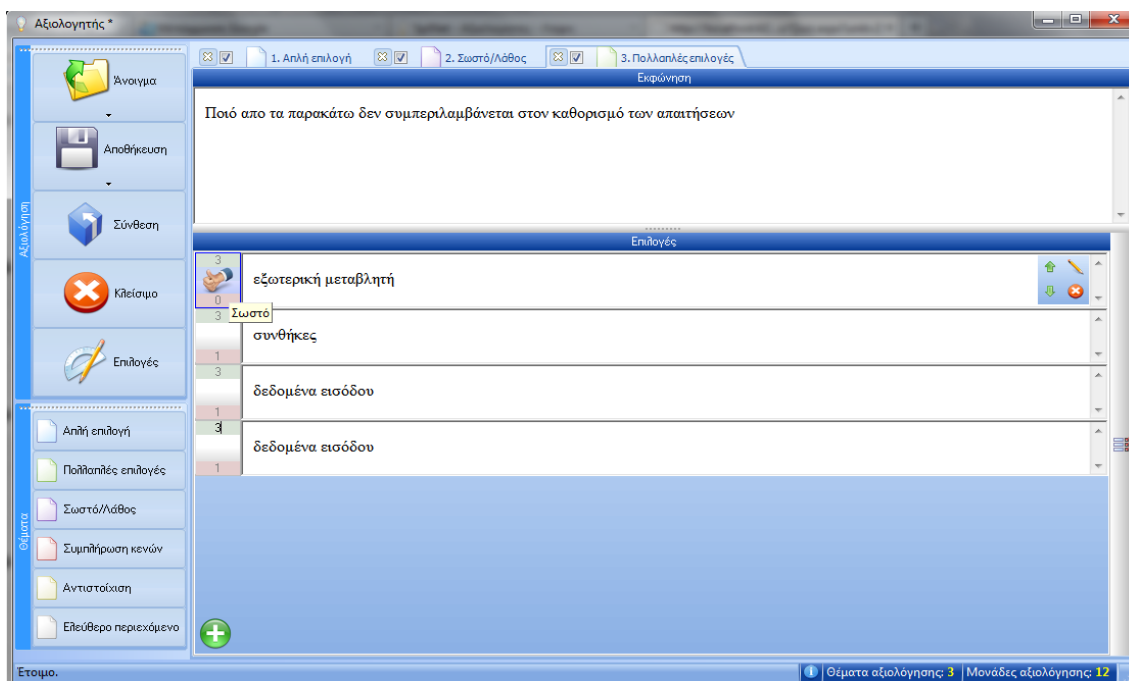 Αξιολογητής *
Άνοιγμα
Αποθήκευση
Σύνθεση
Κλείσιμο
Επιλογές
Αξιολόγηση
Απλή επιλογή
Πολλαπλές επιλογές
Σωστό/Λάθος
Συμπλήρωση κενών
Αντιστοίχιση
Ελεύθερο περιεχόμενο
Θέματα
1. Απλή επιλογή
2. Σωστό/Λάθος
3. Πολλαπλές επιλογές
Εκφώνηση
Ποιό απο τα παρακάτω δεν συμπεριλαμβάνεται στον καθορισμό των απαιτήσεων
Επιλογές
3
εξωτερική μεταβλητή
0
Σωστό
3
συνθήκες
1
3
δεδομένα εισόδου
1
3
δεδομένα εισόδου
1
Έτοιμο.
Θέματα αξιολόγησης: 3 Μονάδες αξιολόγησης: 12